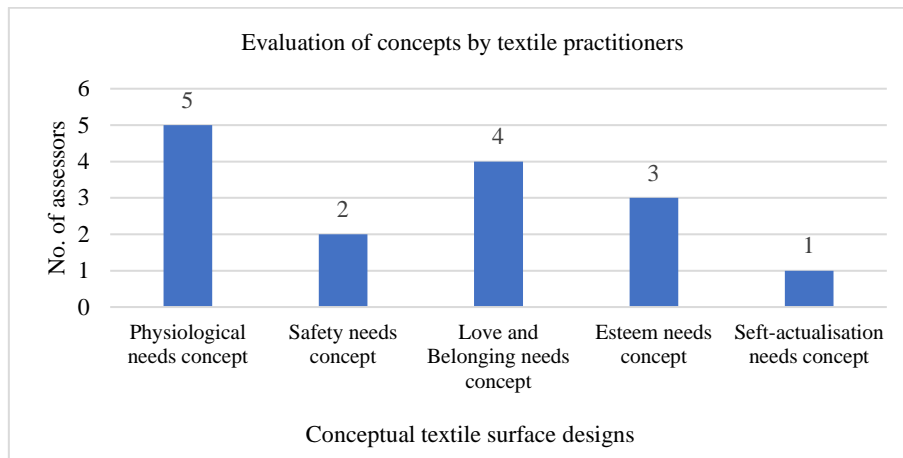 Evaluation of concepts by textile practitioners
No. of assessors
6
5
4
3
2
1
0
5
2
4
3
1
Physiological
needs concept
Safety needs
concept
Love and
Belonging needs
concept
Esteem needs
concept
Seft-actualisation
needs concept
Conceptual textile surface designs